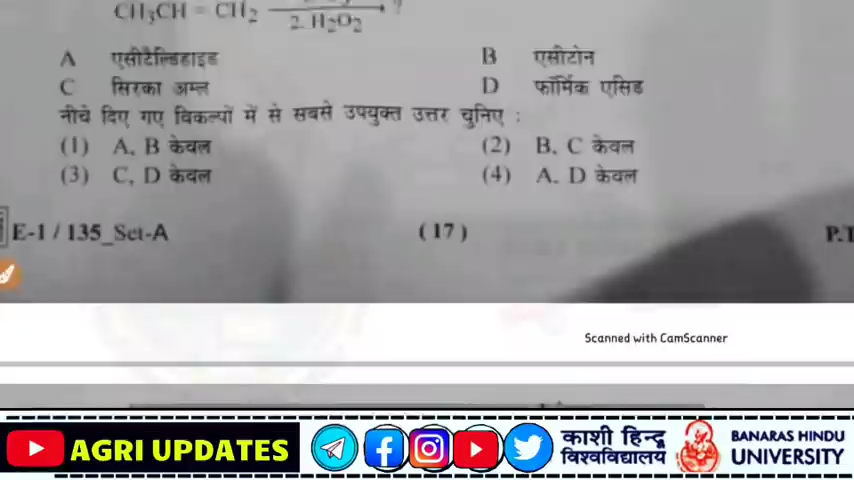 CH₃CH = CH₂ 2. H₂O₂ ?
A एसीटैल्डिहाइड B एसीटोन
C सिरका अम्ल D फॉर्मिक एसिड
नीचे दिए गए विकल्पों में से सबसे उपयुक्त उत्तर चुनिए :
(1) A, B केवल (2) B, C केवल
(3) C, D केवल (4) A, D केवल
E-1 / 135_Set-A (17) P.T
Scanned with CamScanner
AGRI UPDATES
काशी हिन्दू विश्वविद्यालय
BANARAS HINDU UNIVERSITY